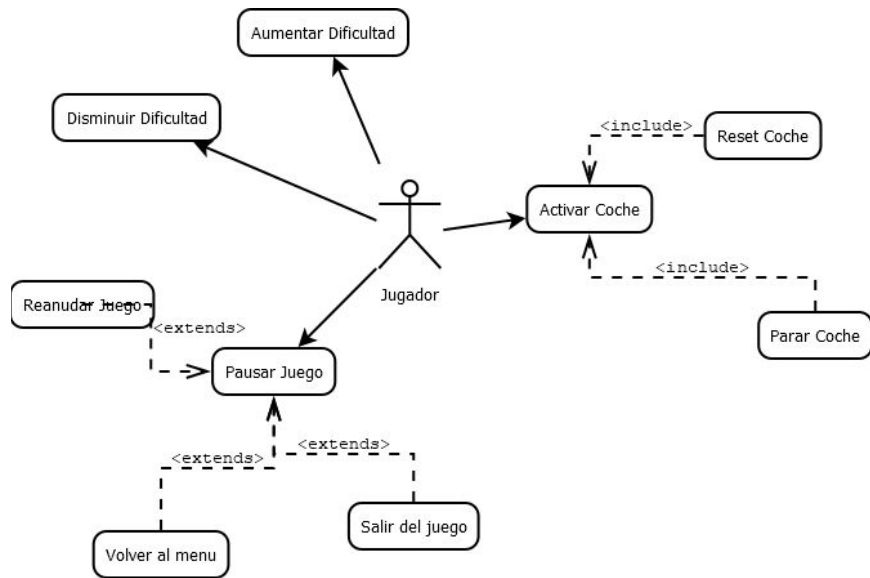 Aumentar Dificultad
Disminuir Dificultad
<include>
Reset Coche
Activar Coche
<include>
Jugador
Reanudar Juego
<extends>
Parar Coche
Pausar Juego
<extends>
<extends>
Salir del juego
Volver al menu